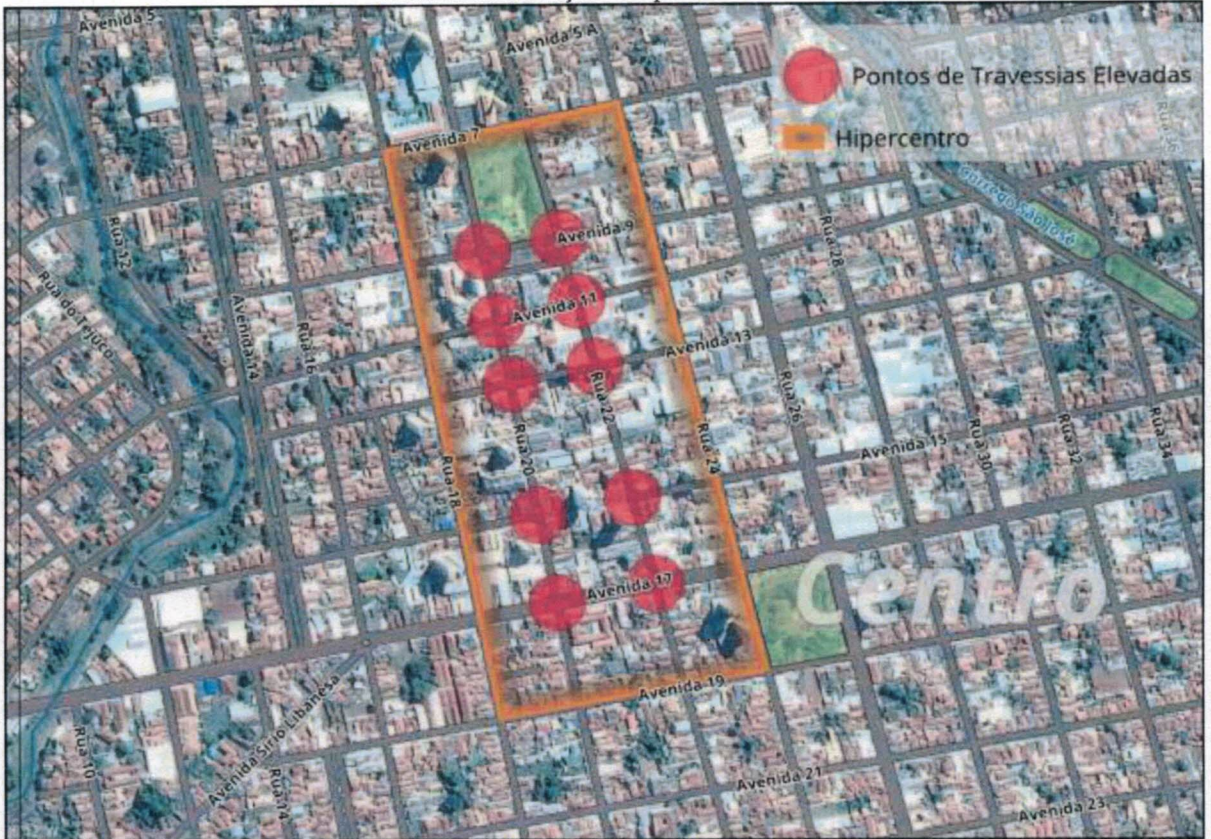 Avenida 5
Avenida 5 A
Pontos de Travessias Elevadas
Hipercentro
Rua 36
Avenida 7
Córrego São José
Rua 12
Avenida 9
Rua 28
Rua do Tejuco
Avenida 14
Rua 16
Avenida 11
Avenida 13
Rua 22
Rua 26
Rua 20
Rua 24
Avenida 15
Rua 30
Rua 32
Rua 34
Rua 18
Avenida 17
Centro
Avenida 19
Avenida Sírio Libanesa
Rua 10
Rua 14
Avenida 21
Avenida 23